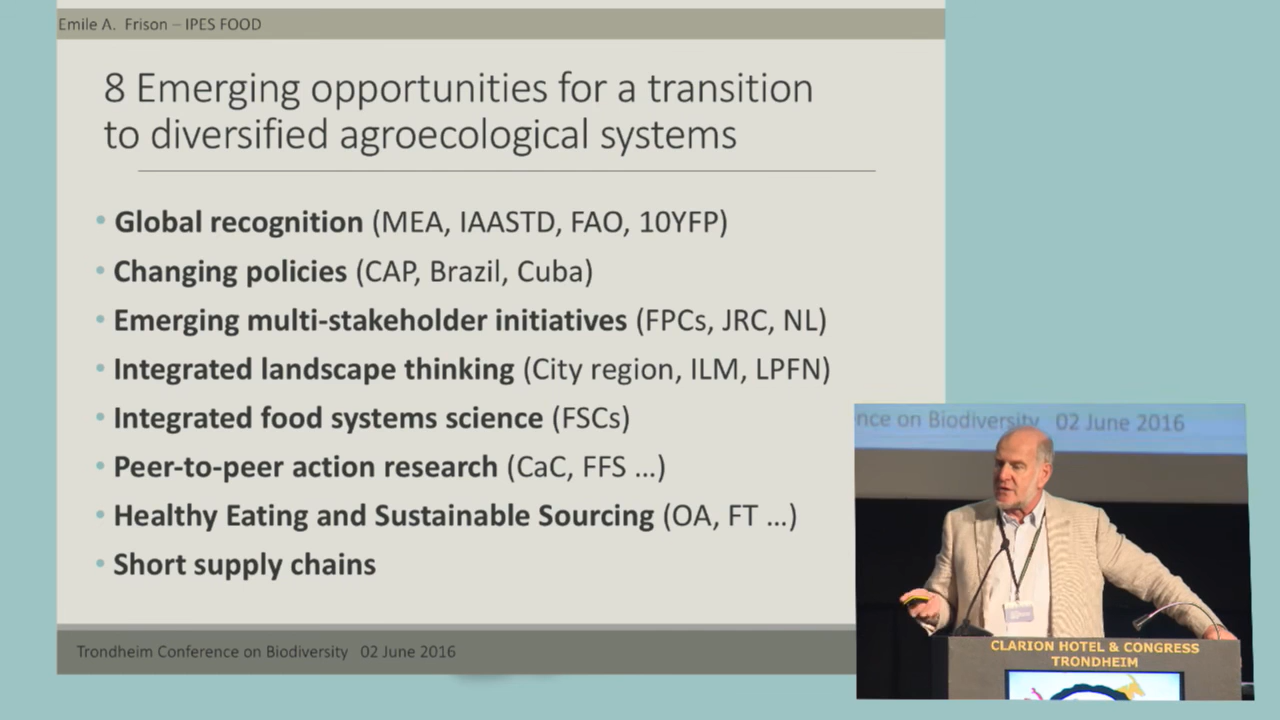 Emile A. Frison – IPES FOOD
8 Emerging opportunities for a transition
to diversified agroecological systems
• Global recognition (MEA, IAASTD, FAO, 10YFP)
• Changing policies (CAP, Brazil, Cuba)
• Emerging multi-stakeholder initiatives (FPCs, JRC, NL)
• Integrated landscape thinking (City region, ILM, LPFN)
• Integrated food systems science (FSCs)
• Peer-to-peer action research (CaC, FFS ...)
• Healthy Eating and Sustainable Sourcing (OA, FT ...)
• Short supply chains
Trondheim Conference on Biodiversity 02 June 2016
nce on Biodiversity 02 June 2016
CLARION HOTEL & CONGRESS
TRONDHEIM